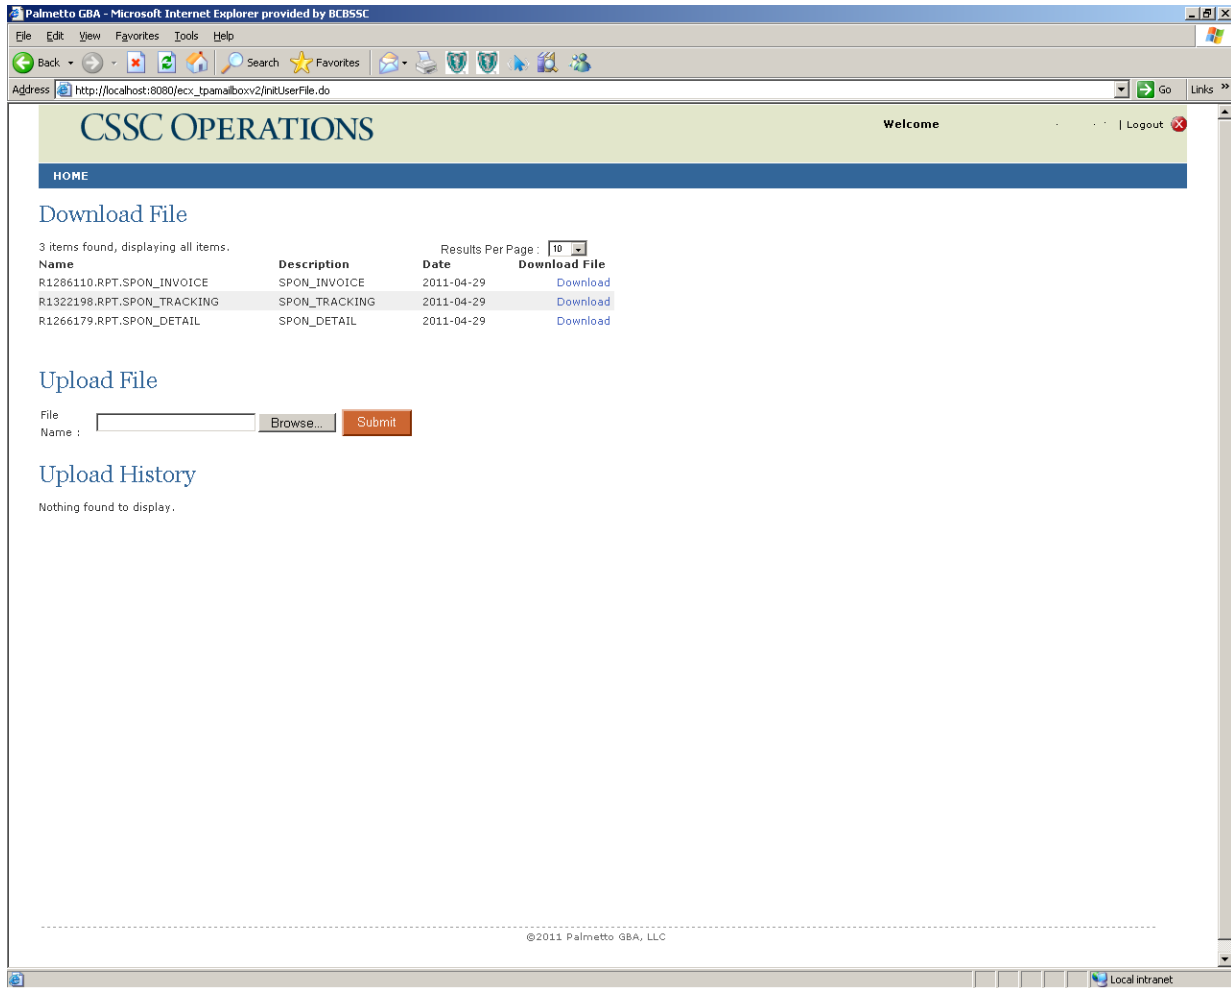 Palmetto GBA - Microsoft Internet Explorer provided by BCBSSC
File Edit View Favorites Tools Help
Back Search Favorites
Address http://localhost:8080/ecx_tpamailboxv2/initUserFile.do Go Links »
CSSC OPERATIONS
Welcome | Logout
HOME
Download File
3 items found, displaying all items. Results Per Page : 10
Name Description Date Download File
R1286110.RPT.SPON_INVOICE SPON_INVOICE 2011-04-29 Download
R1322198.RPT.SPON_TRACKING SPON_TRACKING 2011-04-29 Download
R1266179.RPT.SPON_DETAIL SPON_DETAIL 2011-04-29 Download
Upload File
File
Name : Browse... Submit
Upload History
Nothing found to display.
©2011 Palmetto GBA, LLC
Local intranet